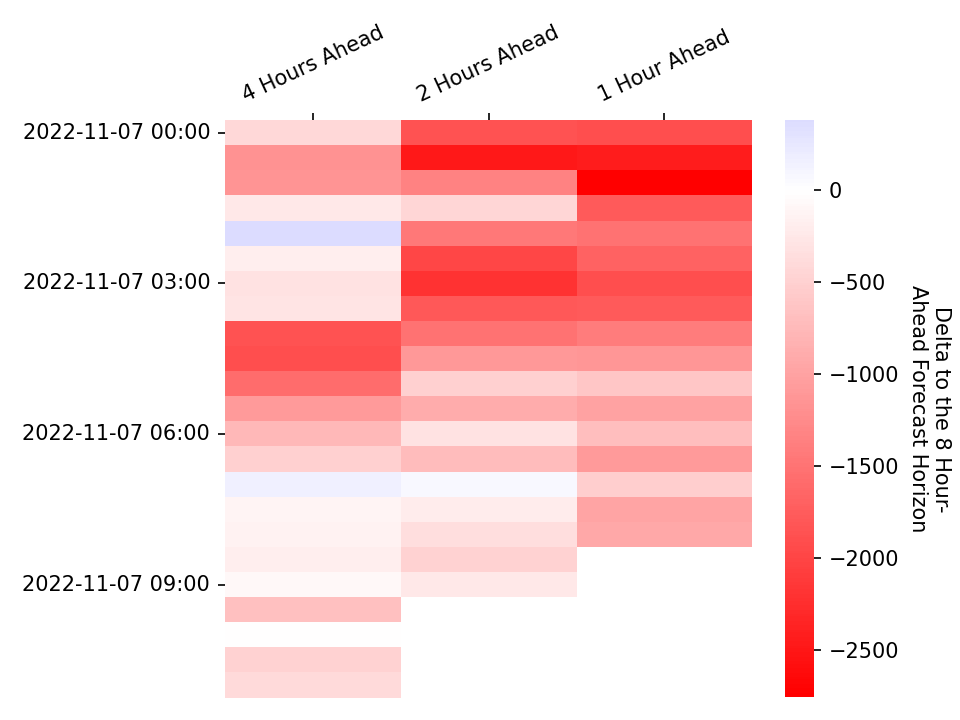 4 Hours Ahead
2 Hours Ahead
1 Hour Ahead
2022-11-07 00:00
2022-11-07 03:00
2022-11-07 06:00
2022-11-07 09:00
0
−500
−1000
−1500
−2000
−2500
Delta to the 8 Hour-
Ahead Forecast Horizon